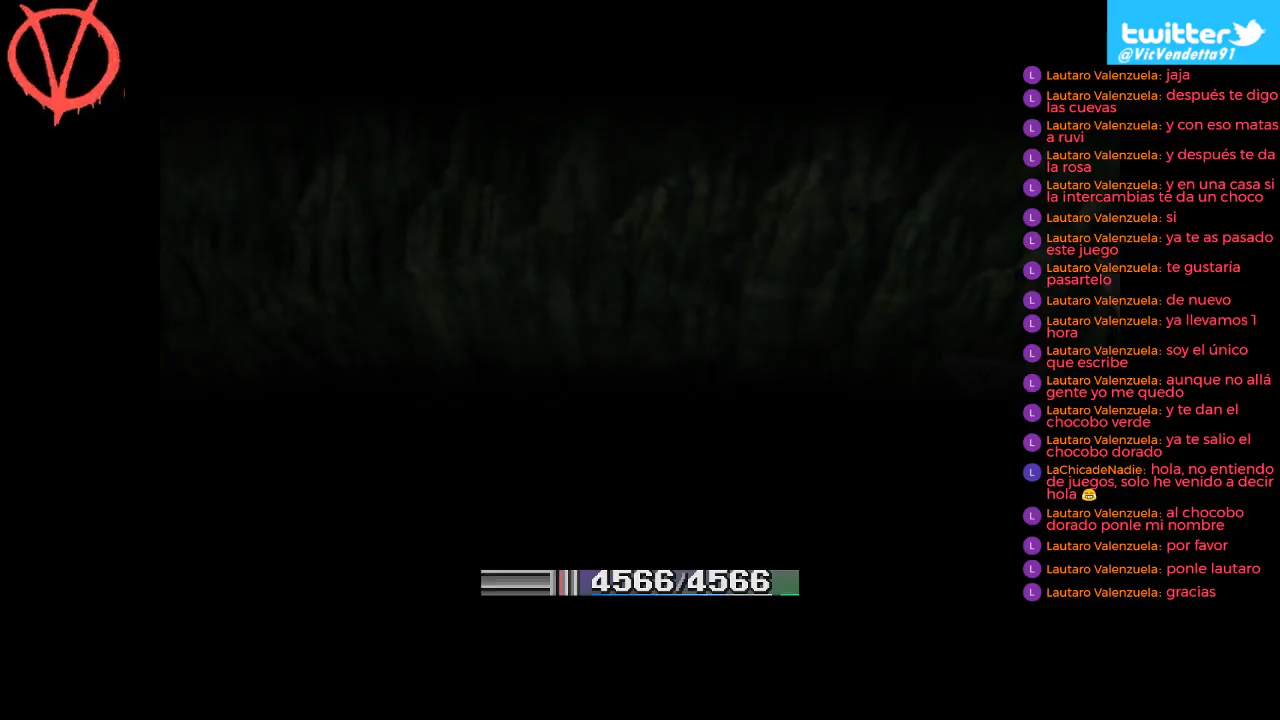 twitter
@VicVendetta91
L Lautaro Valenzuela: jaja
L Lautaro Valenzuela: después te digo
las cuevas
L Lautaro Valenzuela: y con eso matas
a ruvi
L Lautaro Valenzuela: y después te da
la rosa
L Lautaro Valenzuela: y en una casa si
la intercambias te da un choco
L Lautaro Valenzuela: si
L Lautaro Valenzuela: ya te as pasado
este juego
L Lautaro Valenzuela: te gustaría
pasartelo
L Lautaro Valenzuela: de nuevo
L Lautaro Valenzuela: ya llevamos 1
hora
L Lautaro Valenzuela: soy el único
que escribe
L Lautaro Valenzuela: aunque no allá
gente yo me quedo
L Lautaro Valenzuela: y te dan el
chocobo verde
L Lautaro Valenzuela: ya te salio el
chocobo dorado
L LaChicadeNadie: hola, no entiendo
de juegos, solo he venido a decir
hola 😂
L Lautaro Valenzuela: al chocobo
dorado ponle mi nombre
L Lautaro Valenzuela: por favor
L Lautaro Valenzuela: ponle lautaro
L Lautaro Valenzuela: gracias
4566/4566